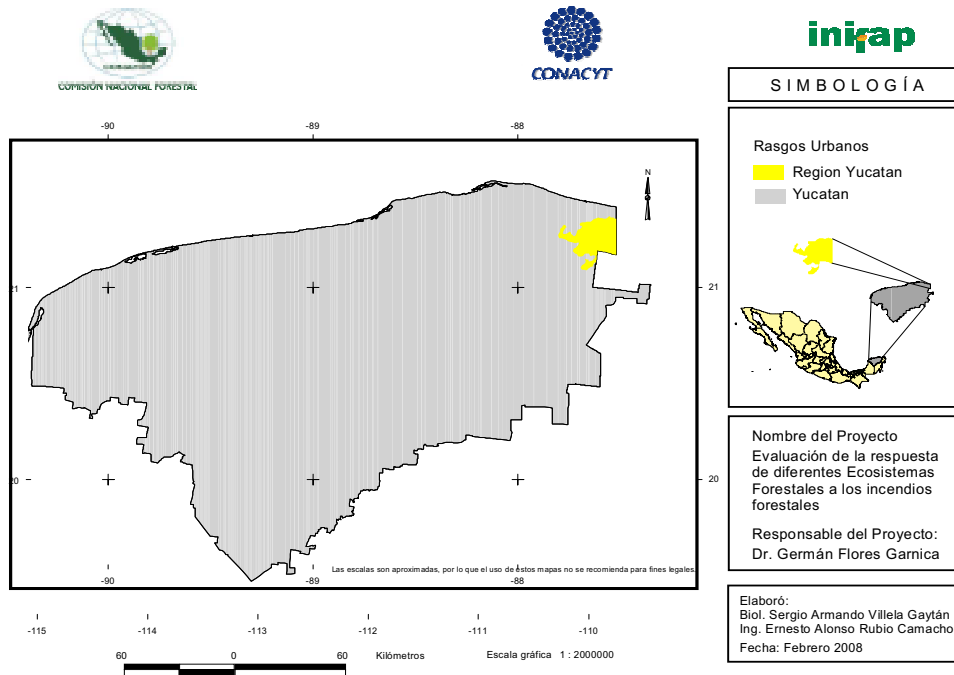 COMISIÓN NACIONAL FORESTAL
CONACYT
inifap
SIMBOLOGÍA
Rasgos Urbanos
Region Yucatan
Yucatan
-90 -89 -88
N
21 21
20 20
Las escalas son aproximadas, por lo que el uso de estos mapas no se recomienda para fines legales.
-90 -89 -88
-115 -114 -113 -112 -111 -110
60 0 60 Kilómetros Escala gráfica 1 : 2000000
Nombre del Proyecto
Evaluación de la respuesta
de diferentes Ecosistemas
Forestales a los incendios
forestales
Responsable del Proyecto:
Dr. Germán Flores Garnica
Elaboró:
Biol. Sergio Armando Villela Gaytán
Ing. Ernesto Alonso Rubio Camacho
Fecha: Febrero 2008